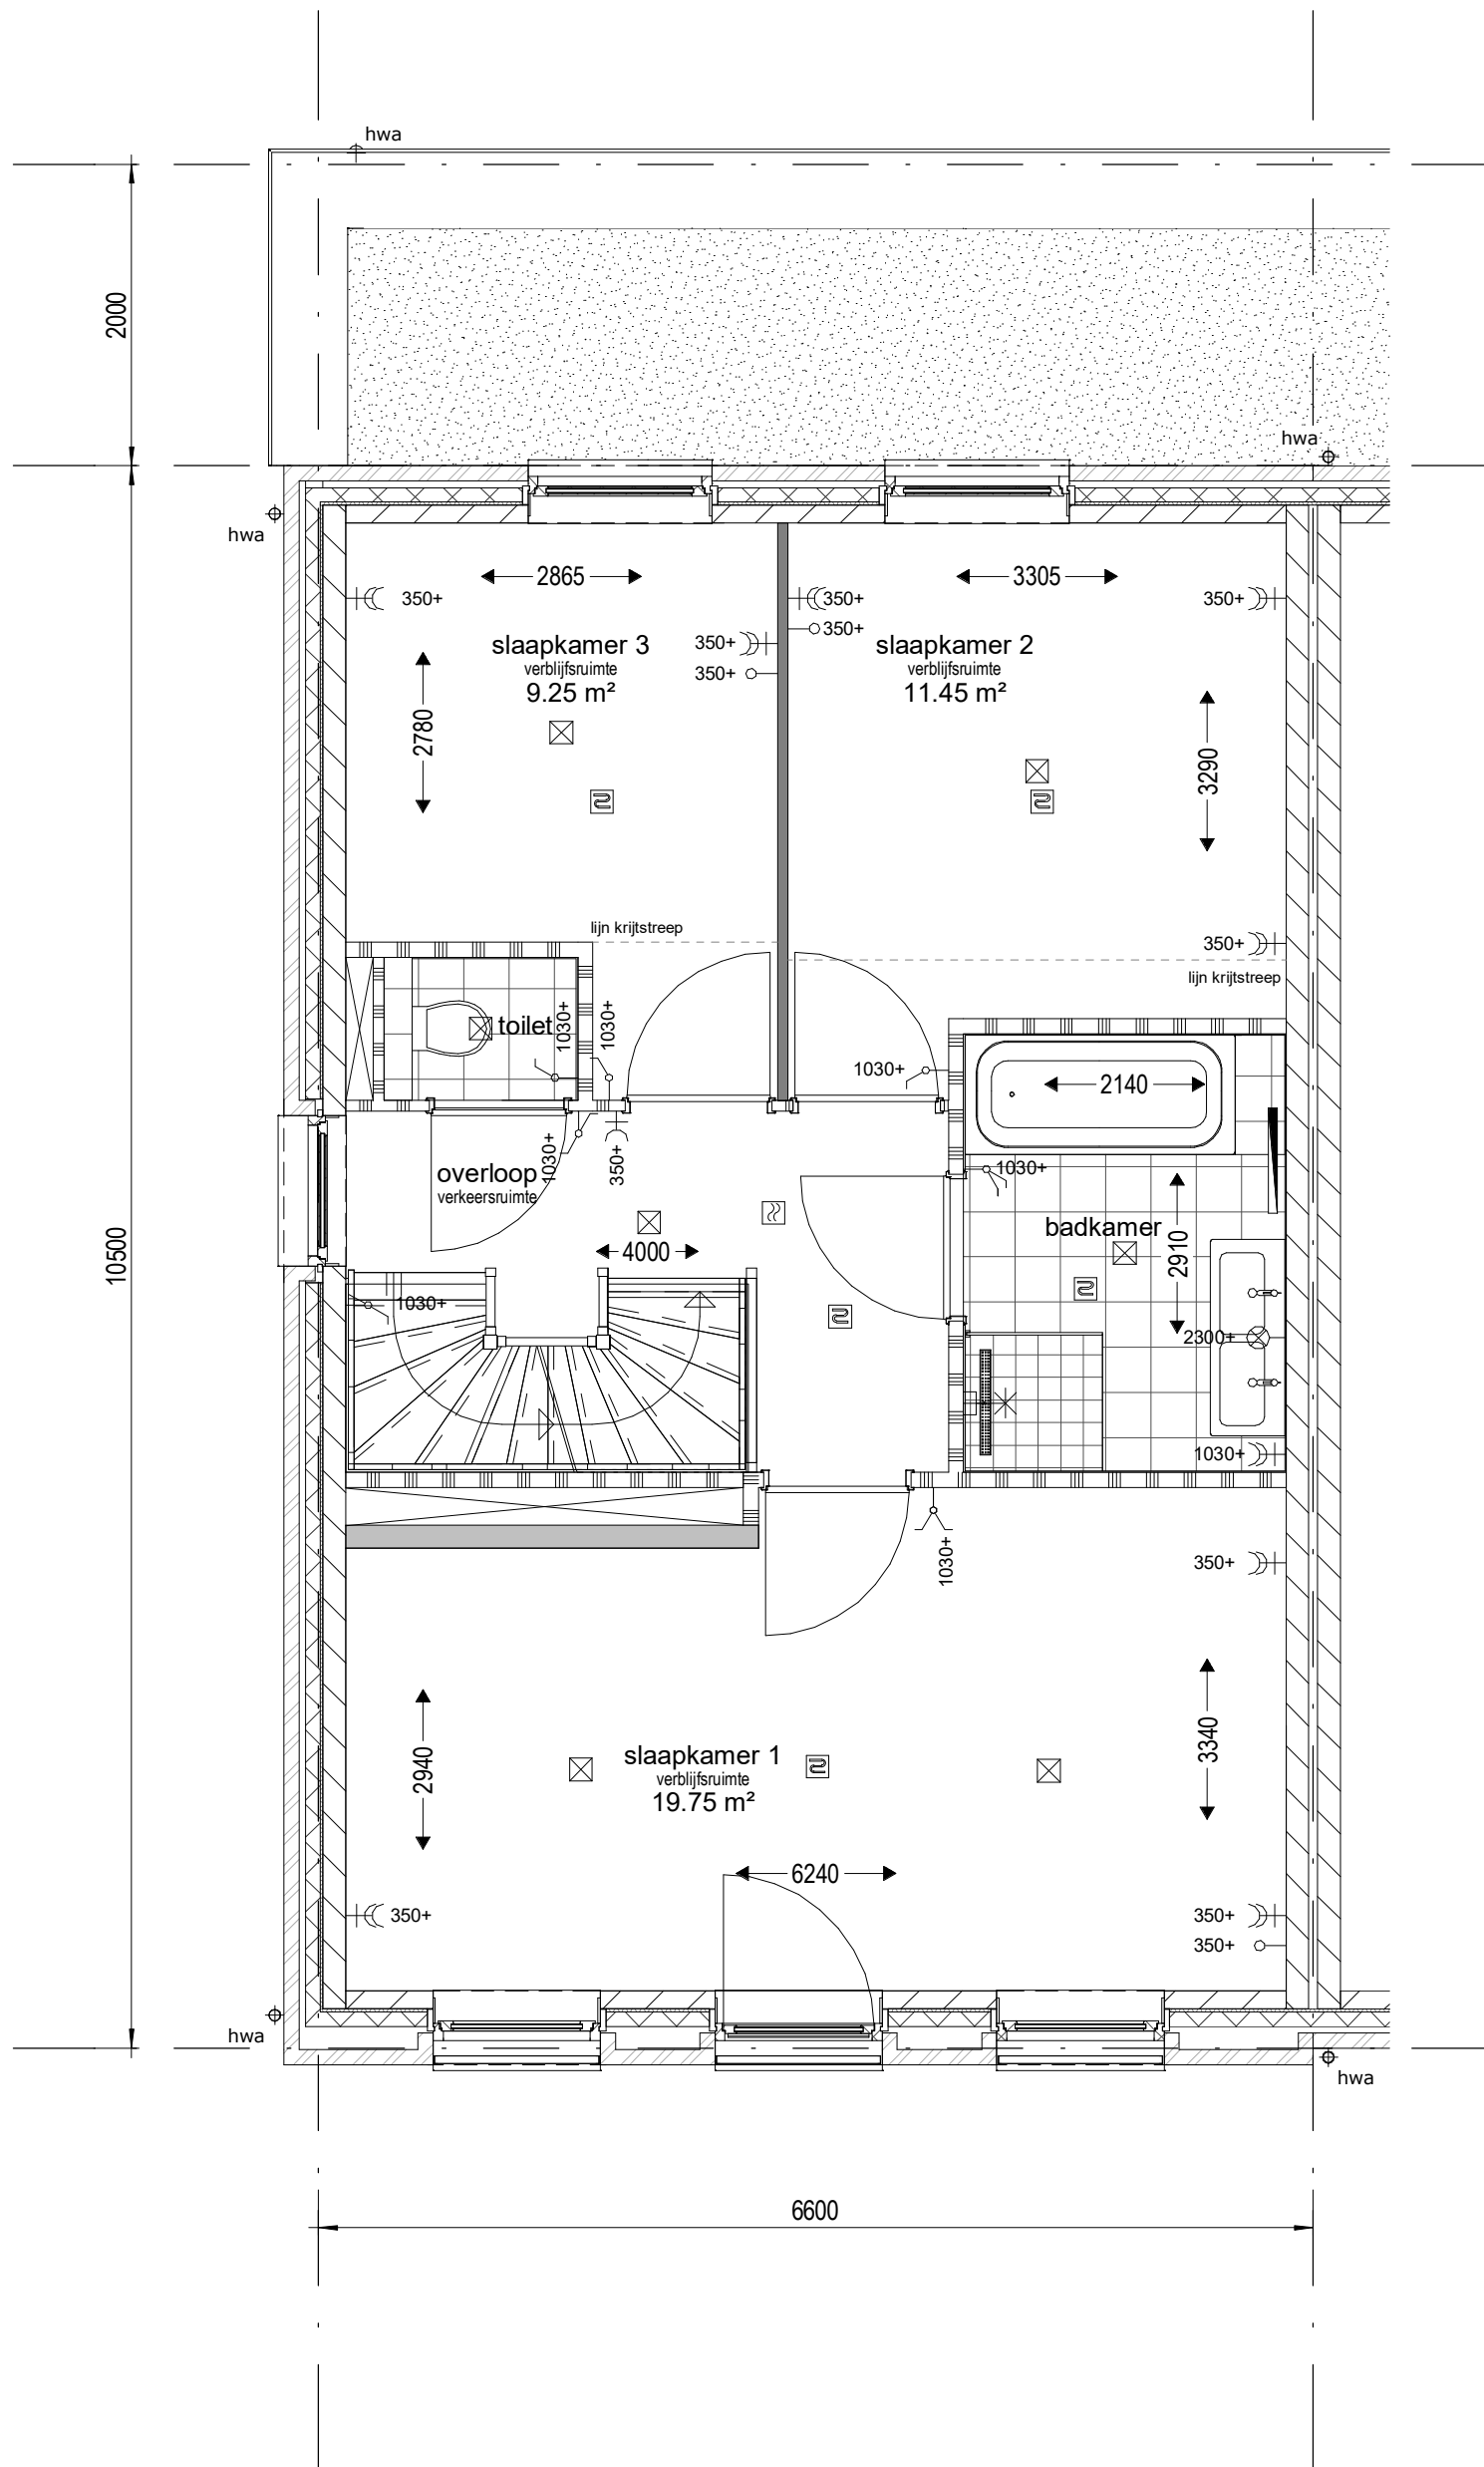 hwa
2000
hwa
hwa
2865
3305
350+
350+
350+
350+
slaapkamer 3
verblijfsruimte
9.25 m²
350+
350+
slaapkamer 2
verblijfsruimte
11.45 m²
2780
3290
lijn krijtstreep
350+
lijn krijtstreep
toilet
1030+
1030+
1030+
2140
1030+
350+
1030+
overloop
verkeersruimte
badkamer
2910
4000
10500
1030+
2300+
1030+
1030+
350+
2940
3340
slaapkamer 1
verblijfsruimte
19.75 m²
6240
350+
350+
350+
hwa
hwa
6600